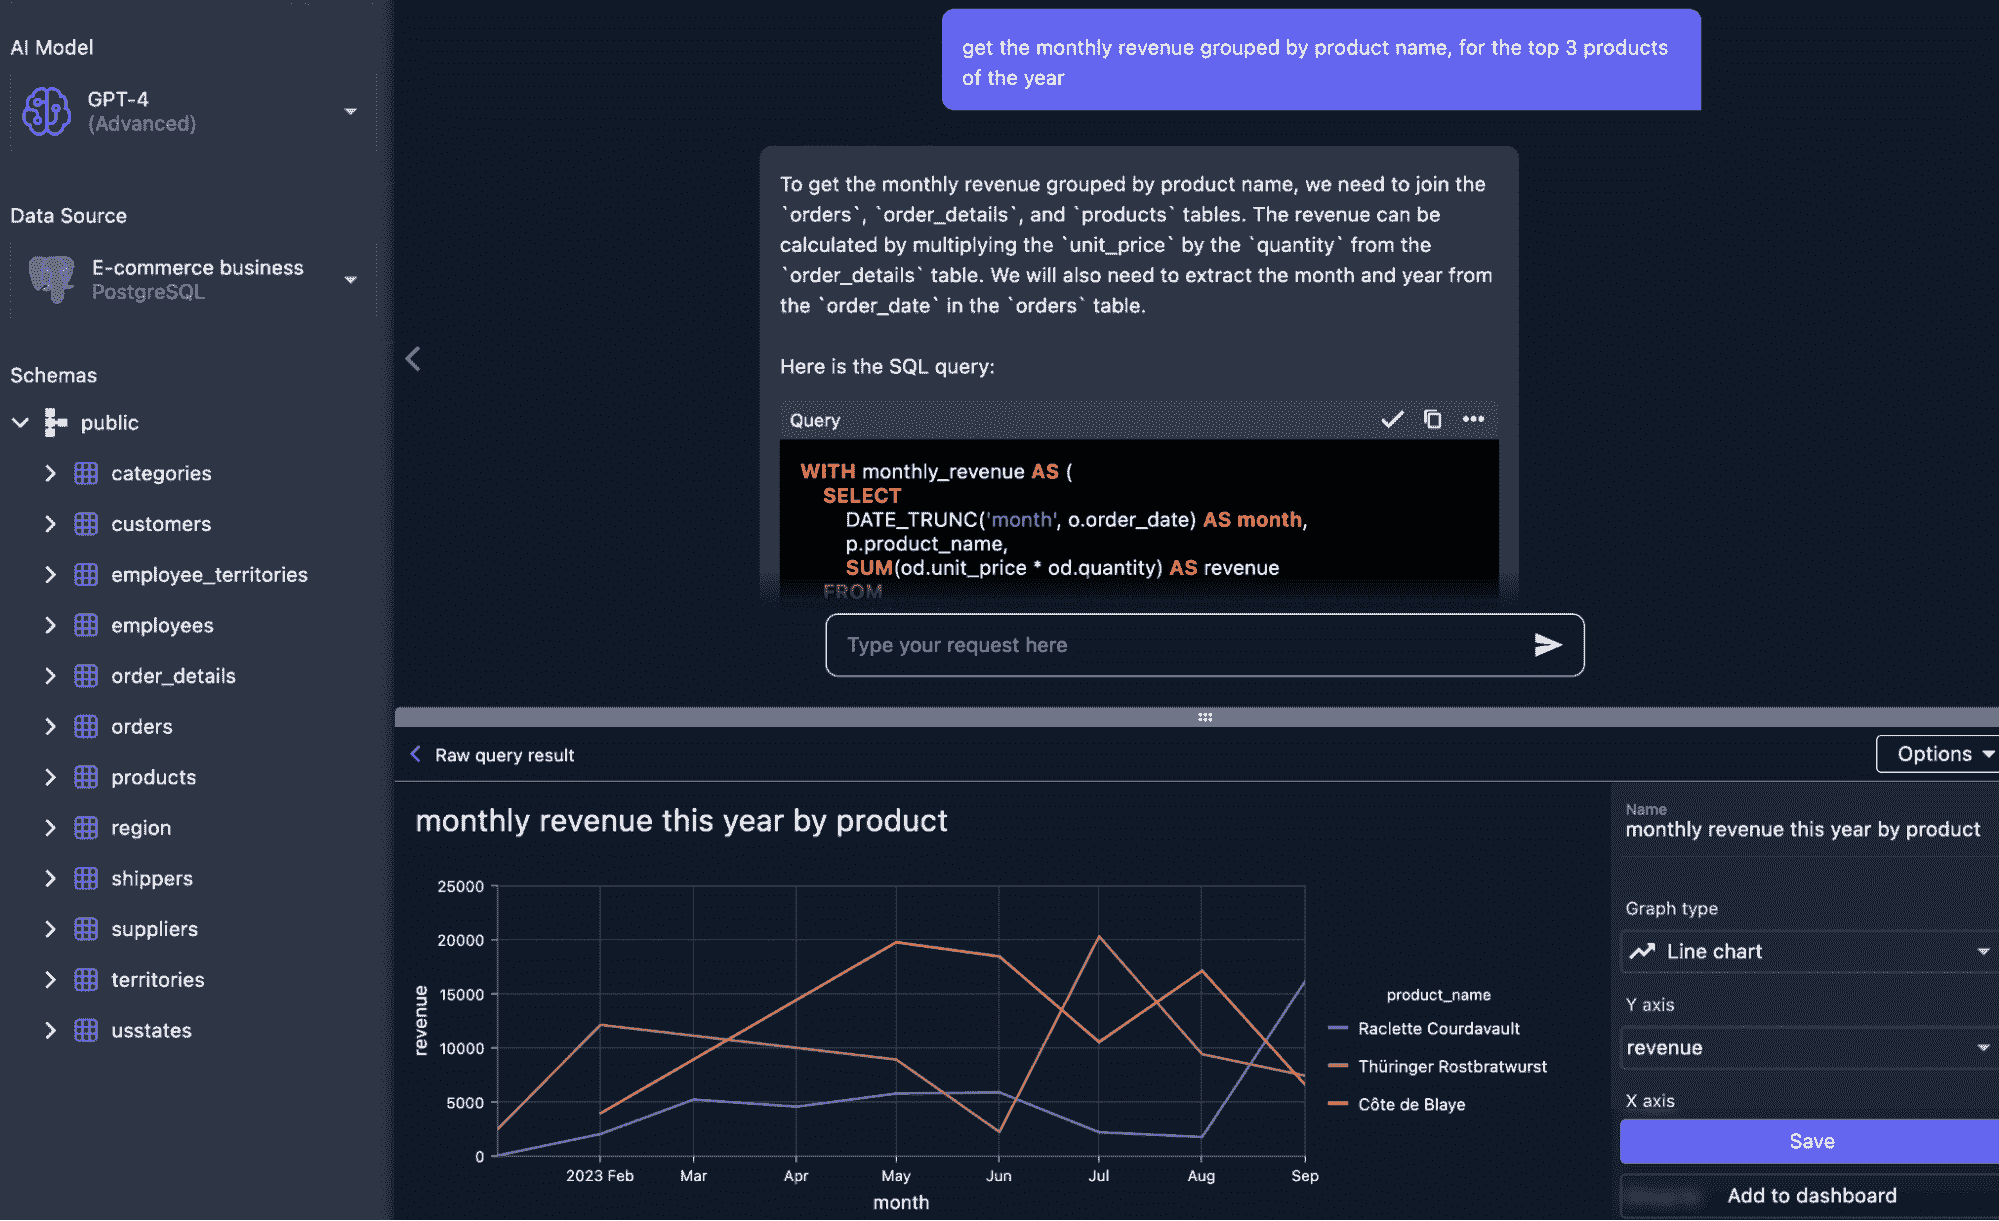 AI Model
GPT-4
(Advanced)
Data Source
E-commerce business
PostgreSQL
Schemas
public
categories
customers
employee_territories
employees
order_details
orders
products
region
shippers
suppliers
territories
usstates
get the monthly revenue grouped by product name, for the top 3 products
of the year
To get the monthly revenue grouped by product name, we need to join the
`orders`, `order_details`, and `products` tables. The revenue can be
calculated by multiplying the `unit_price` by the `quantity` from the
`order_details` table. We will also need to extract the month and year from
the `order_date` in the `orders` table.
Here is the SQL query:
Query
WITH monthly_revenue AS (
SELECT
DATE_TRUNC('month', o.order_date) AS month,
p.product_name,
SUM(od.unit_price * od.quantity) AS revenue
FROM
Type your request here
Raw query result
Options
monthly revenue this year by product
25000
20000
15000
10000
5000
0
revenue
2023 Feb Mar Apr May Jun Jul Aug Sep
month
product_name
Raclette Courdavault
Thüringer Rostbratwurst
Côte de Blaye
Name
monthly revenue this year by product
Graph type
Line chart
Y axis
revenue
X axis
Save
Add to dashboard